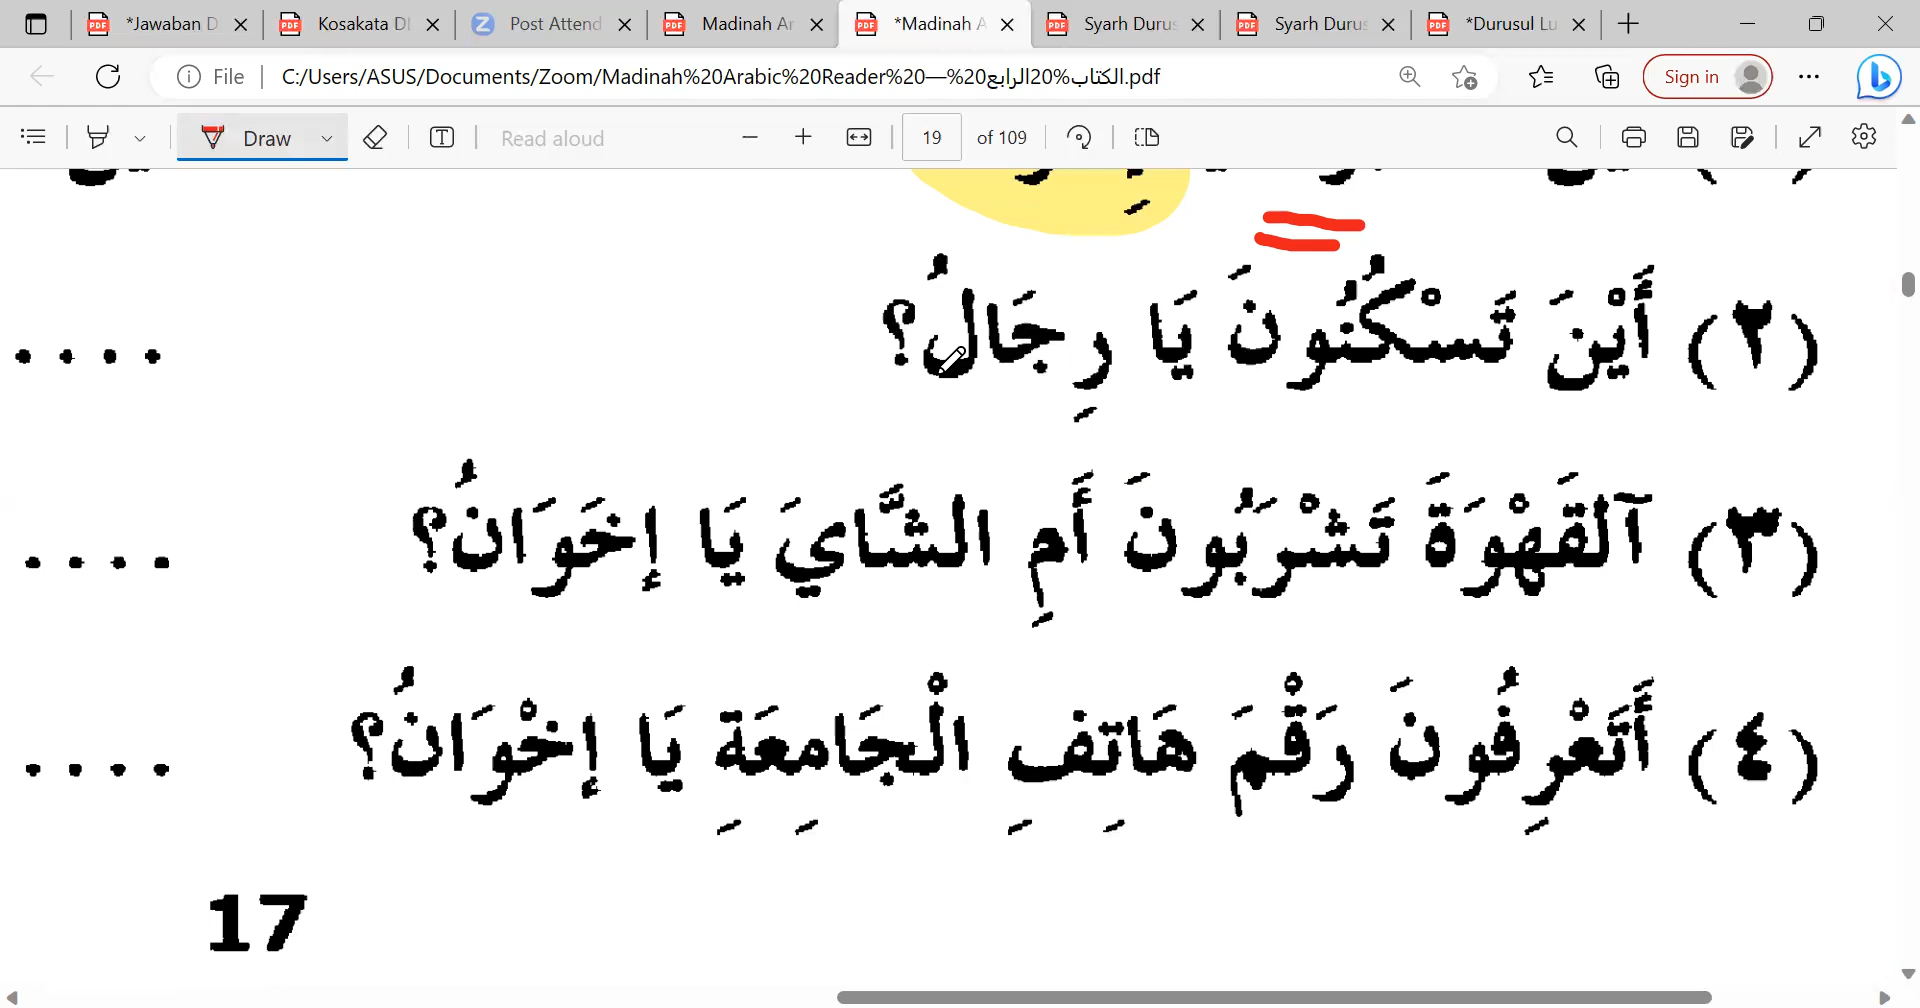 *Jawaban D
Kosakata DI
Post Attend
Madinah Ar
*Madinah A
Syarh Durus
Syarh Durus
*Durusul Lu
File
C:/Users/ASUS/Documents/Zoom/Madinah%20Arabic%20Reader%20—%20الكتاب%20الرابع.pdf
Sign in
Draw
Read aloud
19 of 109
(٢) أَيْنَ تَسْكُنُونَ يَا رِجَالُ؟ ....
(٣) آلقَهْوَةَ تَشْرَبُونَ أَمِ الشَّايَ يَا إِخَوَانُ؟ ....
(٤) أَتَعْرِفُونَ رَقْمَ هَاتِفِ الْجَامِعَةِ يَا إِخْوَانُ؟ ....
17